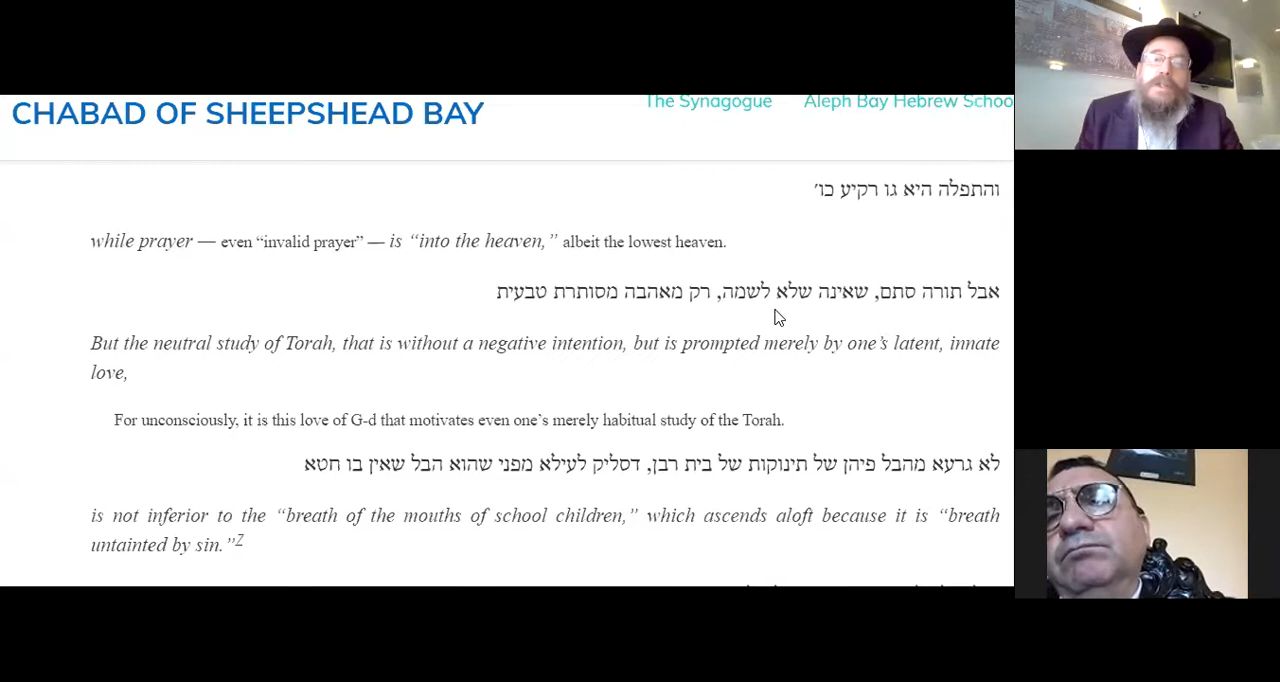 The Synagogue Aleph Bay Hebrew Schoo
CHABAD OF SHEEPSHEAD BAY
והתפלה היא גו רקיע כו׳
while prayer — even “invalid prayer” — is “into the heaven,” albeit the lowest heaven.
אבל תורה סתם, שאינה שלא לשמה, רק מאהבה מסותרת טבעית
But the neutral study of Torah, that is without a negative intention, but is prompted merely by one’s latent, innate
love,
For unconsciously, it is this love of G-d that motivates even one’s merely habitual study of the Torah.
לא גרעא מהבל פיהן של תינוקות של בית רבן, דסליק לעילא מפני שהוא הבל שאין בו חטא
is not inferior to the “breath of the mouths of school children,” which ascends aloft because it is “breath
untainted by sin.”7